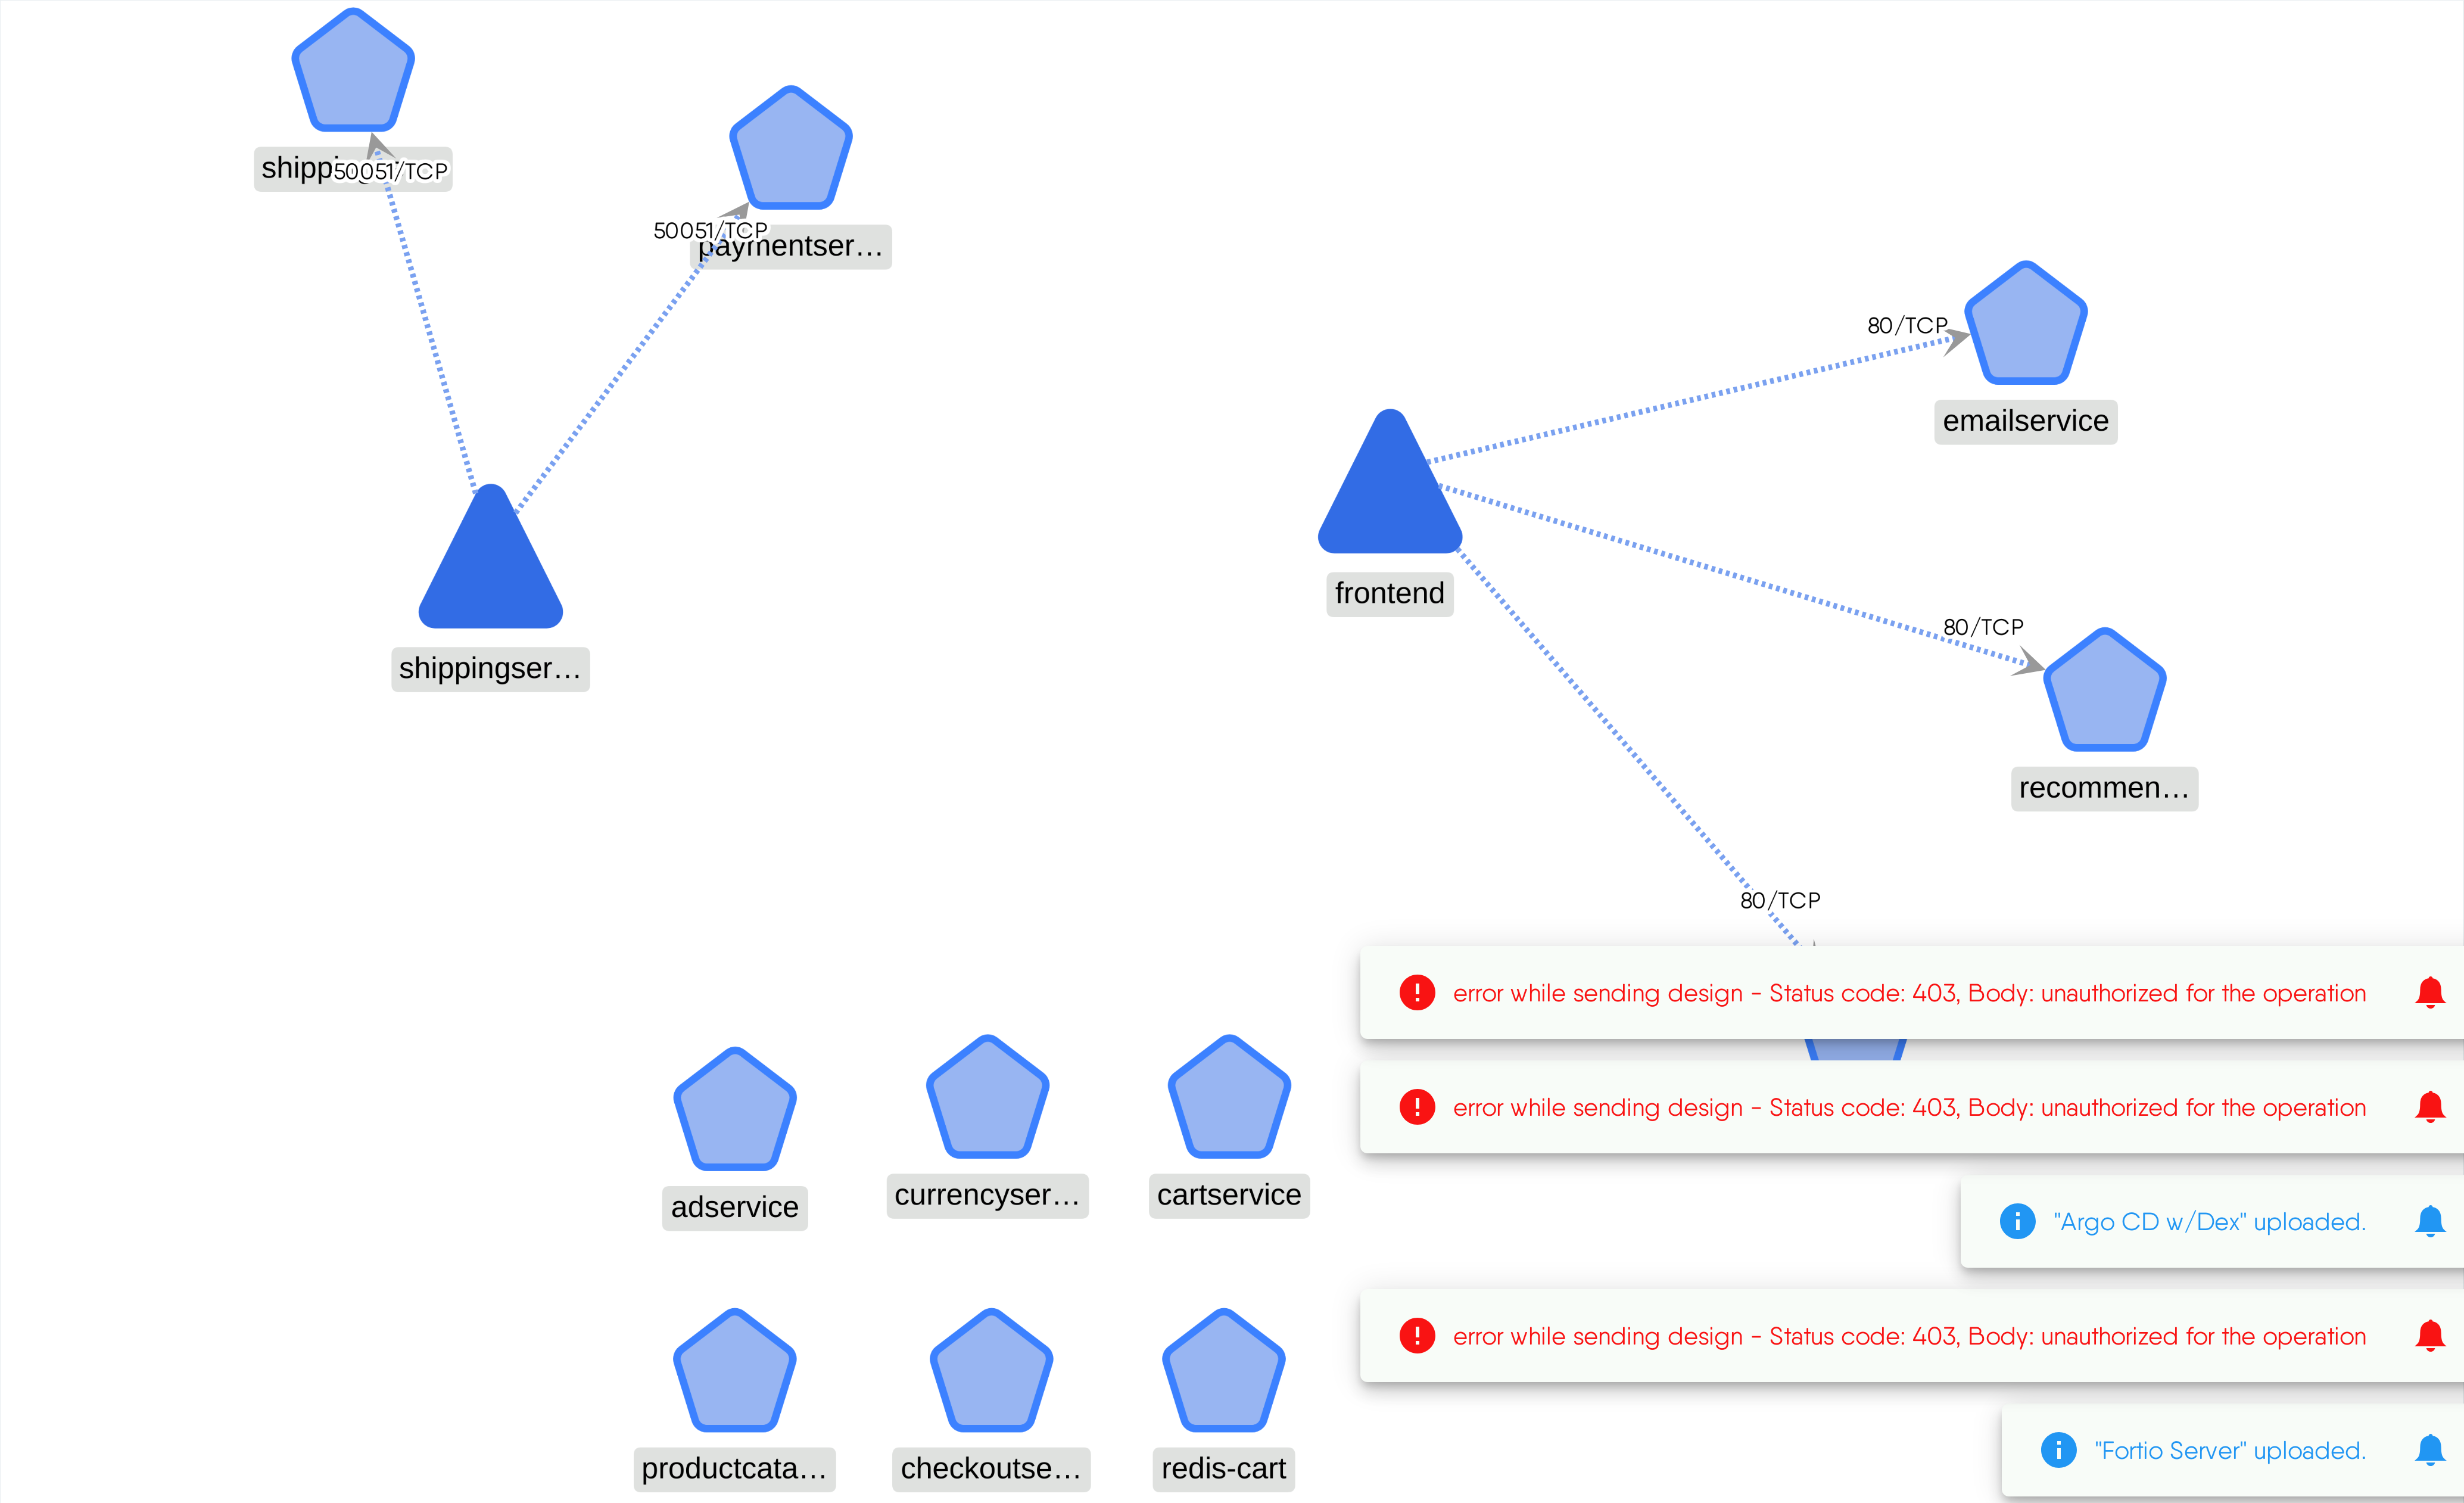 50051/TCP
50051/TCP
paymentser…
80/TCP
emailservice
frontend
shippingser…
80/TCP
recommen…
80/TCP
error while sending design - Status code: 403, Body: unauthorized for the operation
error while sending design - Status code: 403, Body: unauthorized for the operation
adservice
currencyser…
cartservice
"Argo CD w/Dex" uploaded.
error while sending design - Status code: 403, Body: unauthorized for the operation
productcata…
checkoutse…
redis-cart
"Fortio Server" uploaded.